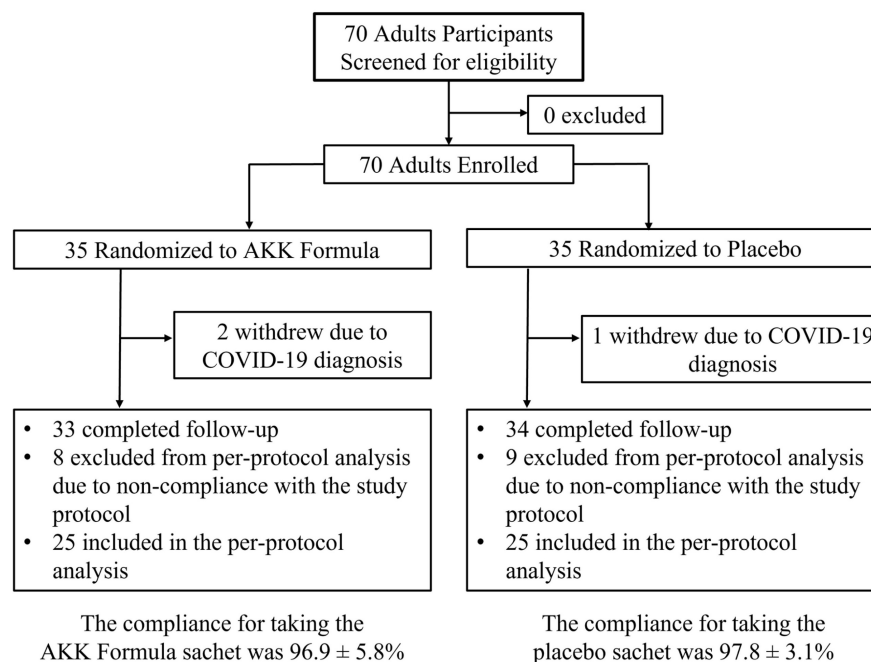 70 Adults Participants
Screened for eligibility
0 excluded
70 Adults Enrolled
35 Randomized to AKK Formula
35 Randomized to Placebo
2 withdrew due to
COVID-19 diagnosis
1 withdrew due to COVID-19
diagnosis
• 33 completed follow-up
• 8 excluded from per-protocol analysis
due to non-compliance with the study
protocol
• 25 included in the per-protocol
analysis
• 34 completed follow-up
• 9 excluded from per-protocol analysis
due to non-compliance with the study
protocol
• 25 included in the per-protocol
analysis
The compliance for taking the
AKK Formula sachet was 96.9 ± 5.8%
The compliance for taking the
placebo sachet was 97.8 ± 3.1%